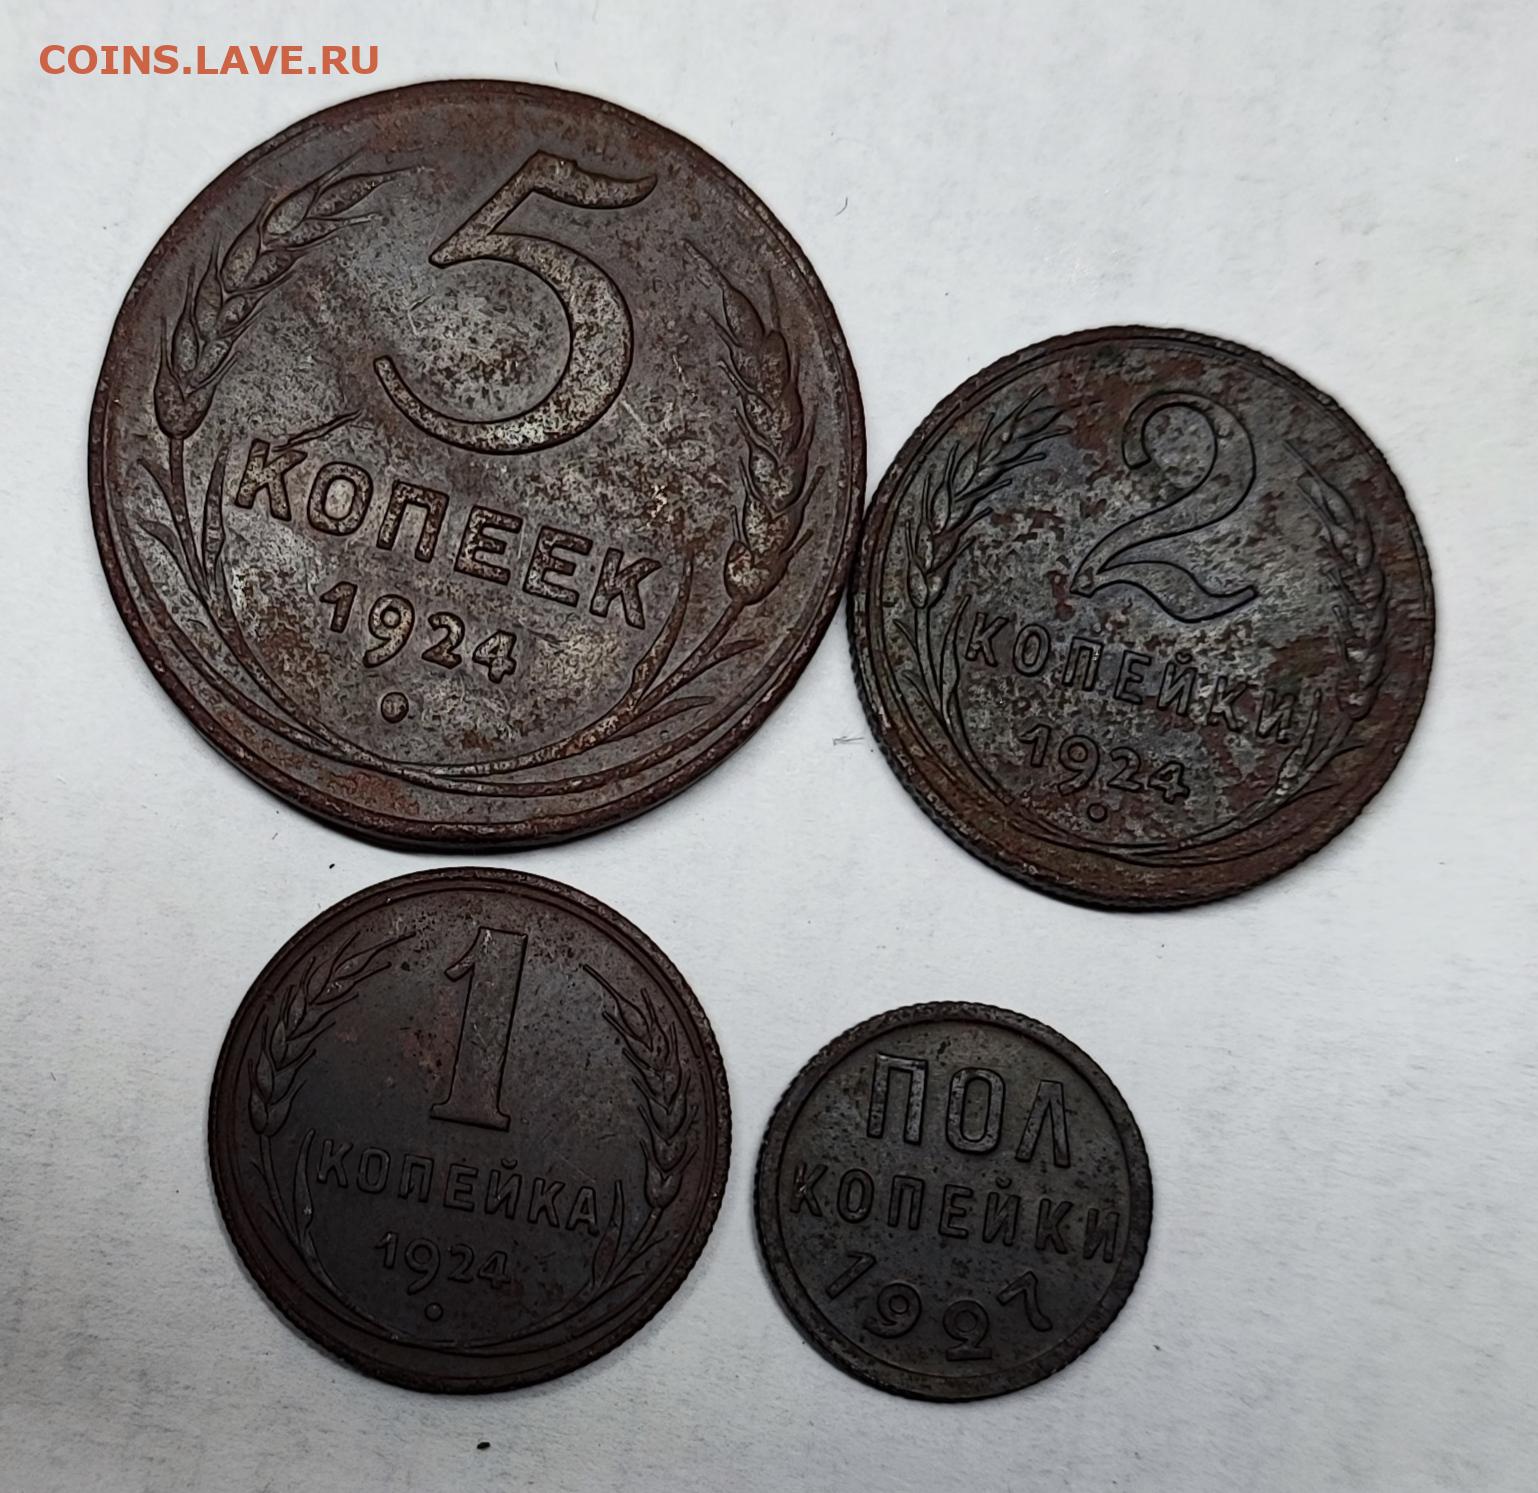 COINS.LAVE.RU
5
КОПЕЕК
1924
2
КОПЕЙКИ
1924
1
КОПЕЙКА
1924
ПОЛ
КОПЕЙКИ
1927